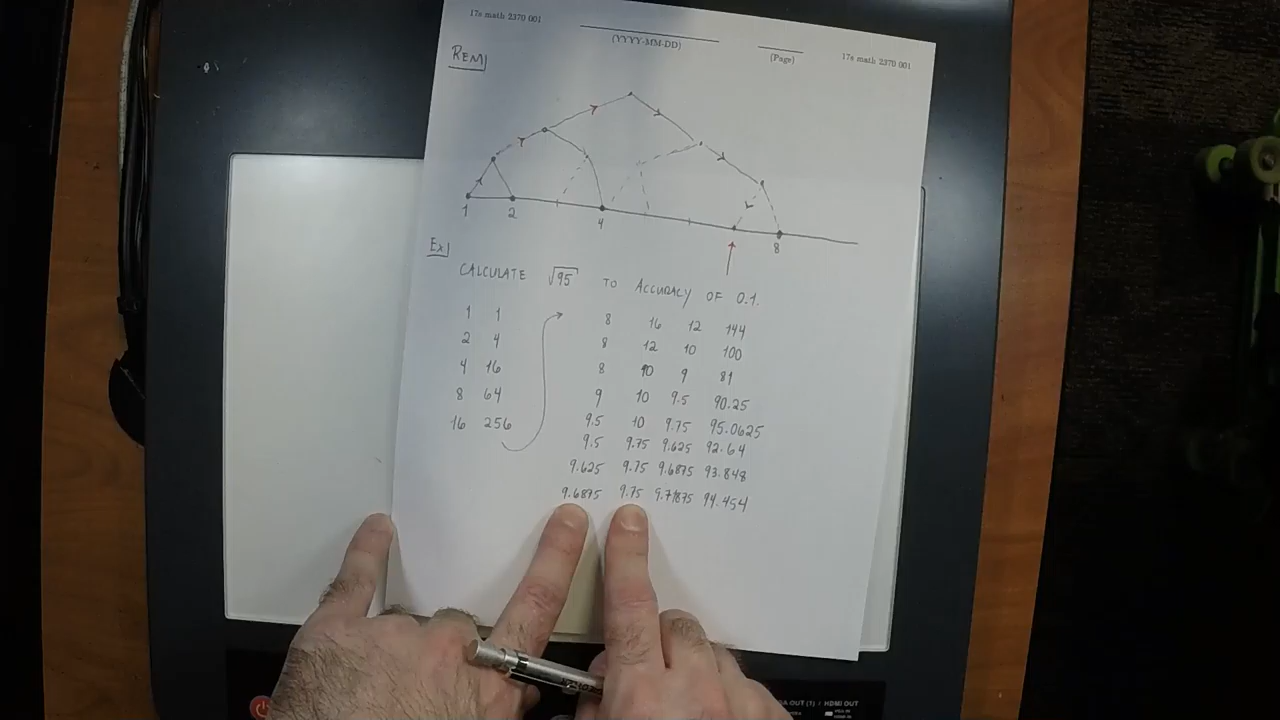 17s math 2370 001
(YYYY-MM-DD)
(Page)
17s math 2370 001
REM
1 2 4 8
Ex
CALCULATE √95 TO ACCURACY OF 0.1.
1 1
2 4
4 16
8 64
16 256
8 16 12 144
8 12 10 100
8 10 9 81
9 10 9.5 90.25
9.5 10 9.75 95.0625
9.5 9.75 9.625 92.64
9.625 9.75 9.6875 93.848
9.6875 9.75 9.71875 94.454
OUT (1) / HDMI OUT